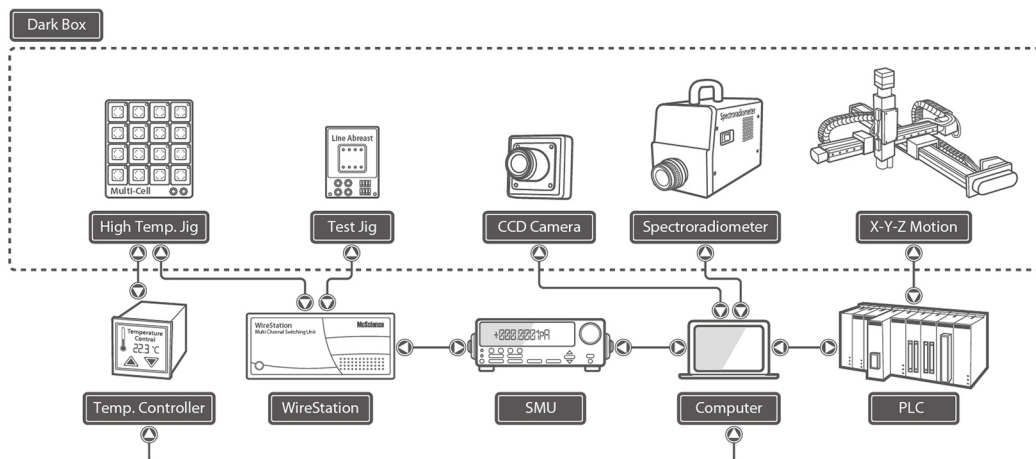 Dark Box
Multi-Cell
Line Abreast
Spectroradiometer
High Temp. Jig
Test Jig
CCD Camera
Spectroradiometer
X-Y-Z Motion
Temperature
Control
22.3 °C
WireStation
Multi Channel Switching Unit
McScience
+000.0001pA
Temp. Controller
WireStation
SMU
Computer
PLC